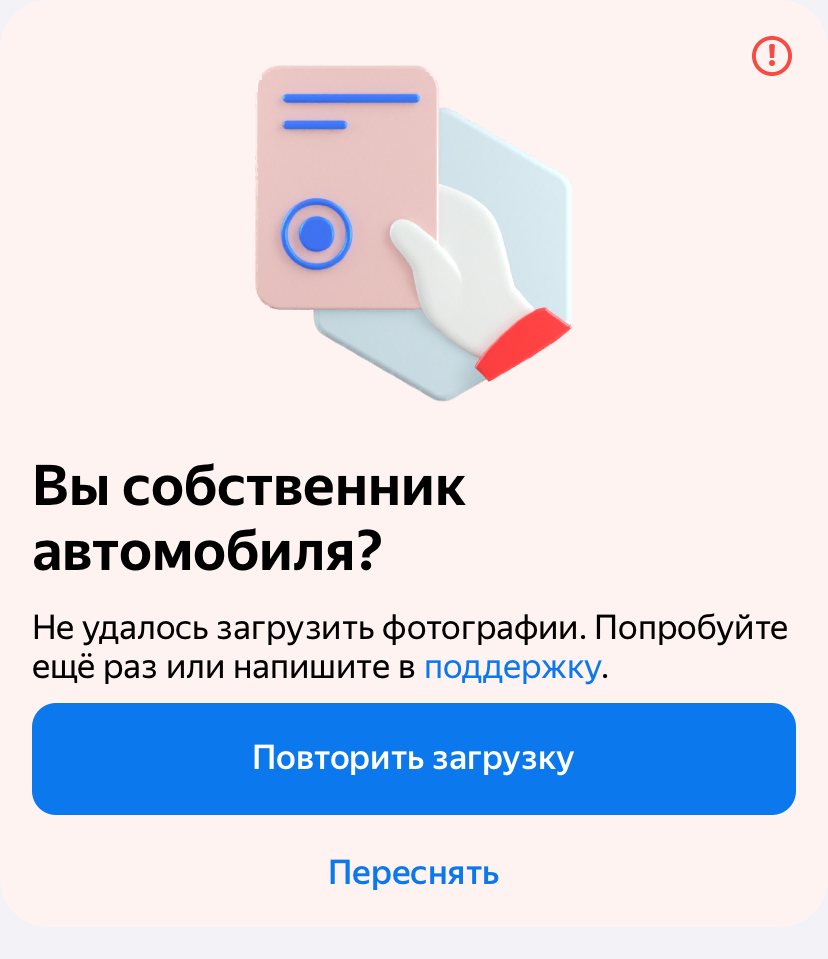 Вы собственник
автомобиля?
Не удалось загрузить фотографии. Попробуйте
ещё раз или напишите в поддержку.
Повторить загрузку
Переснять